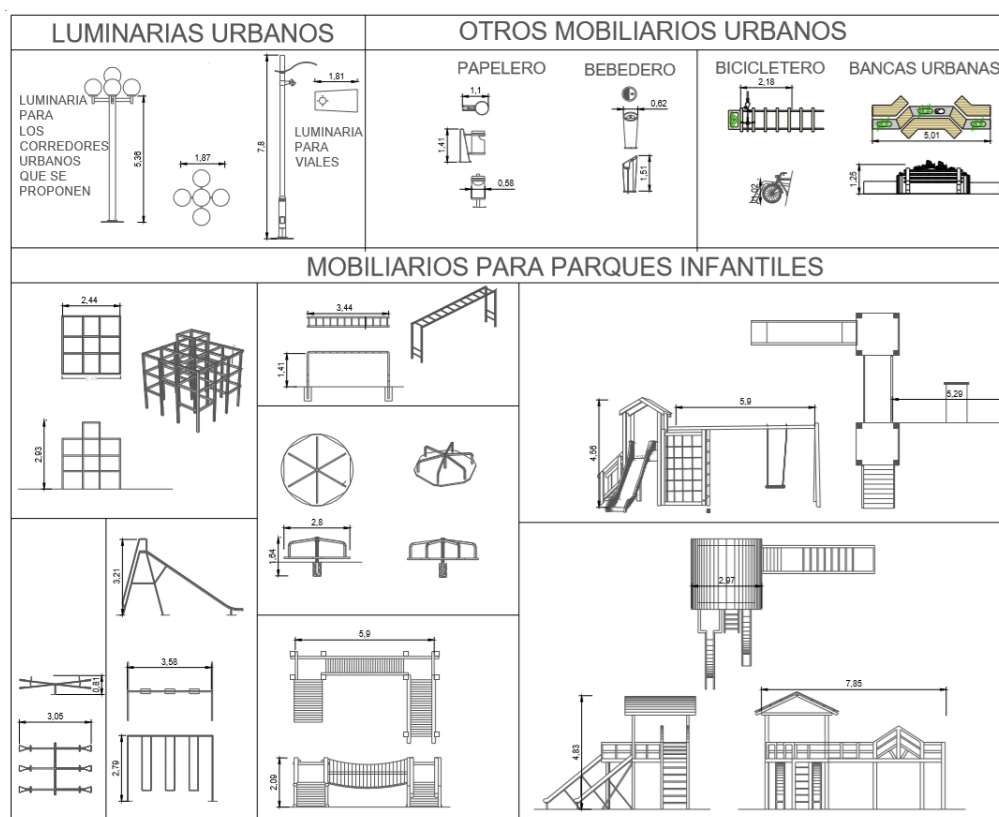 LUMINARIAS URBANOS
OTROS MOBILIARIOS URBANOS
LUMINARIA
PARA
LOS
CORREDORES
URBANOS
QUE SE
PROPONEN
5,36
1,87
7,8
1,81
LUMINARIA
PARA
VIALES
PAPELERO
1,1
1,41
0,58
BEBEDERO
0,62
1,51
BICICLETERO
2,18
BANCAS URBANAS
5,01
1,25
MOBILIARIOS PARA PARQUES INFANTILES
2,44
2,93
3,44
1,41
2,8
1,64
5,9
4,56
5,29
3,21
3,58
0,81
3,05
2,79
5,9
2,09
2,97
4,83
7,85